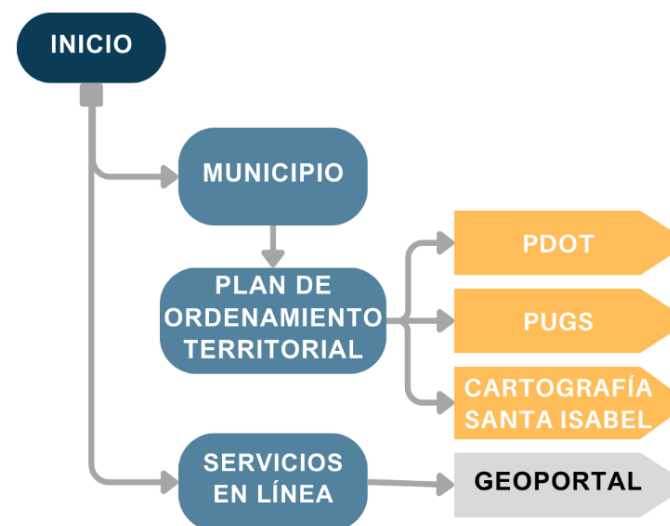 INICIO
MUNICIPIO
PLAN DE
ORDENAMIENTO
TERRITORIAL
PDOT
PUGS
CARTOGRAFÍA
SANTA ISABEL
SERVICIOS
EN LÍNEA
GEOPORTAL